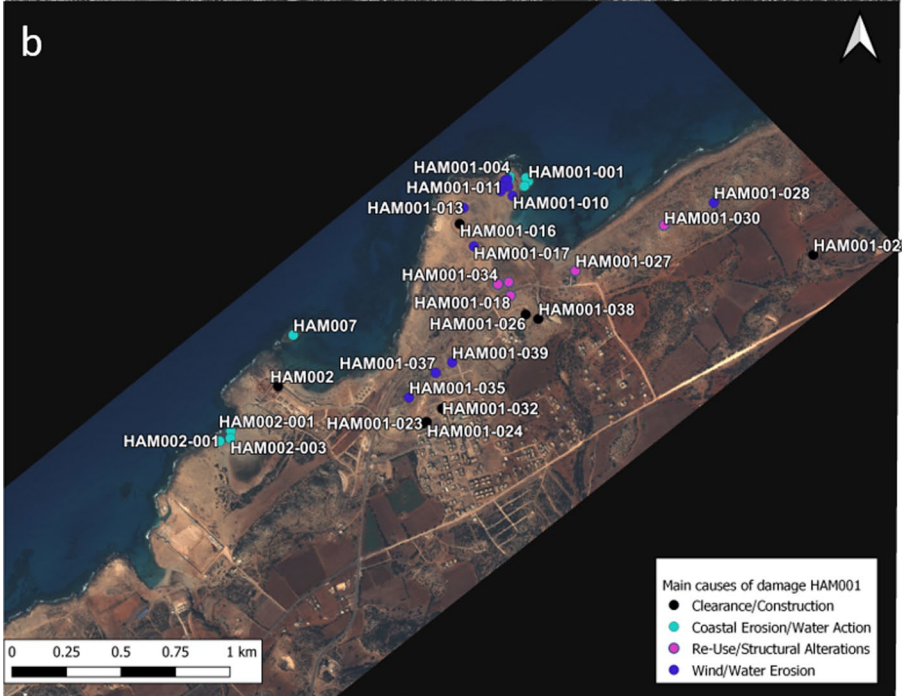 b
HAM001-004
HAM001-001
HAM001-011
HAM001-028
HAM001-013
HAM001-010
HAM001-030
HAM001-016
HAM001-017
HAM001-027
HAM001-034
HAM001-018
HAM001-038
HAM001-026
HAM007
HAM001-039
HAM001-037
HAM002
HAM001-035
HAM001-032
HAM002-001
HAM001-023
HAM001-024
HAM002-001
HAM002-003
Main causes of damage HAM001
Clearance/Construction
Coastal Erosion/Water Action
Re-Use/Structural Alterations
Wind/Water Erosion
0 0.25 0.5 0.75 1 km